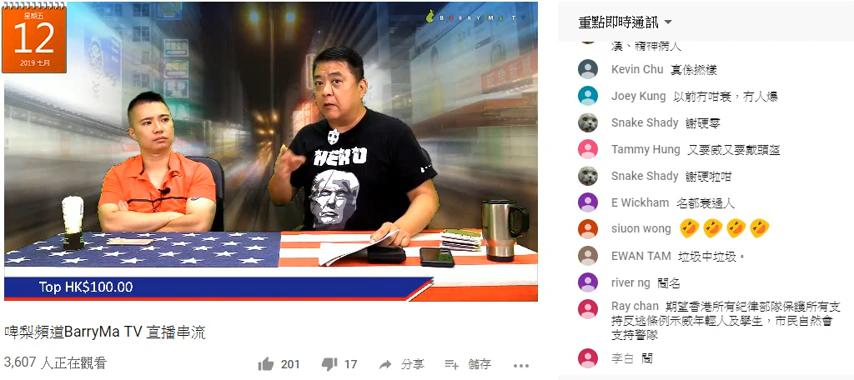 星期五
12
2019 七月
BarryMa TV
HERO
Top HK$100.00
啤梨頻道BarryMa TV 直播串流
3,607 人正在觀看
201
17
分享
儲存
重點即時通訊
漢、精神病人
Kevin Chu 真係撚樣
Joey Kung 以前冇咁衰，冇人爆
Snake Shady 謝硬零
Tammy Hung 又要威又要戴頭盔
Snake Shady 謝硬啦咁
E Wickham 名都衰過人
siuon wong 🤣🤣🤣🤣
EWAN TAM 垃圾中垃圾。
river ng 閪名
Ray chan 期望香港所有紀律部隊保護所有支
持反逃條例示威年輕人及學生，市民自然會
支持警隊
李白 閪